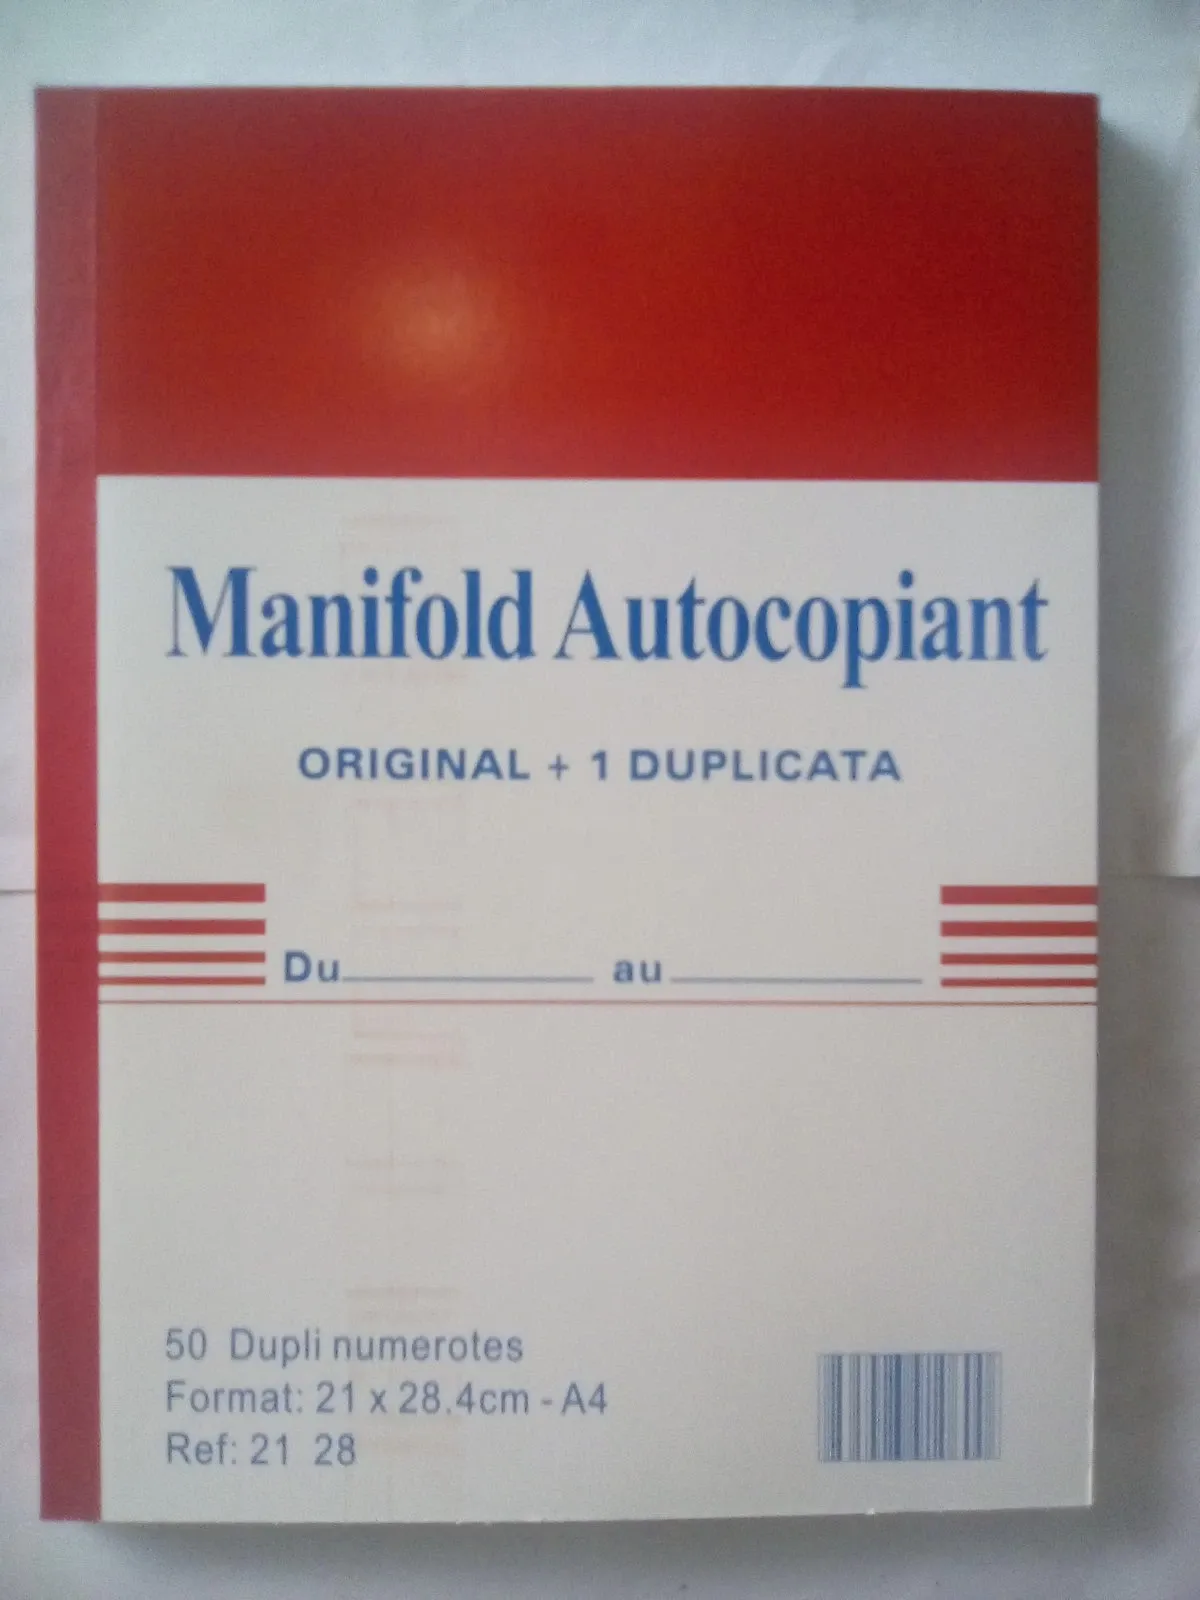 Manifold Autocopiant
ORIGINAL + 1 DUPLICATA
Du au
50 Dupli numerotes
Format: 21 x 28.4cm - A4
Ref: 21 28